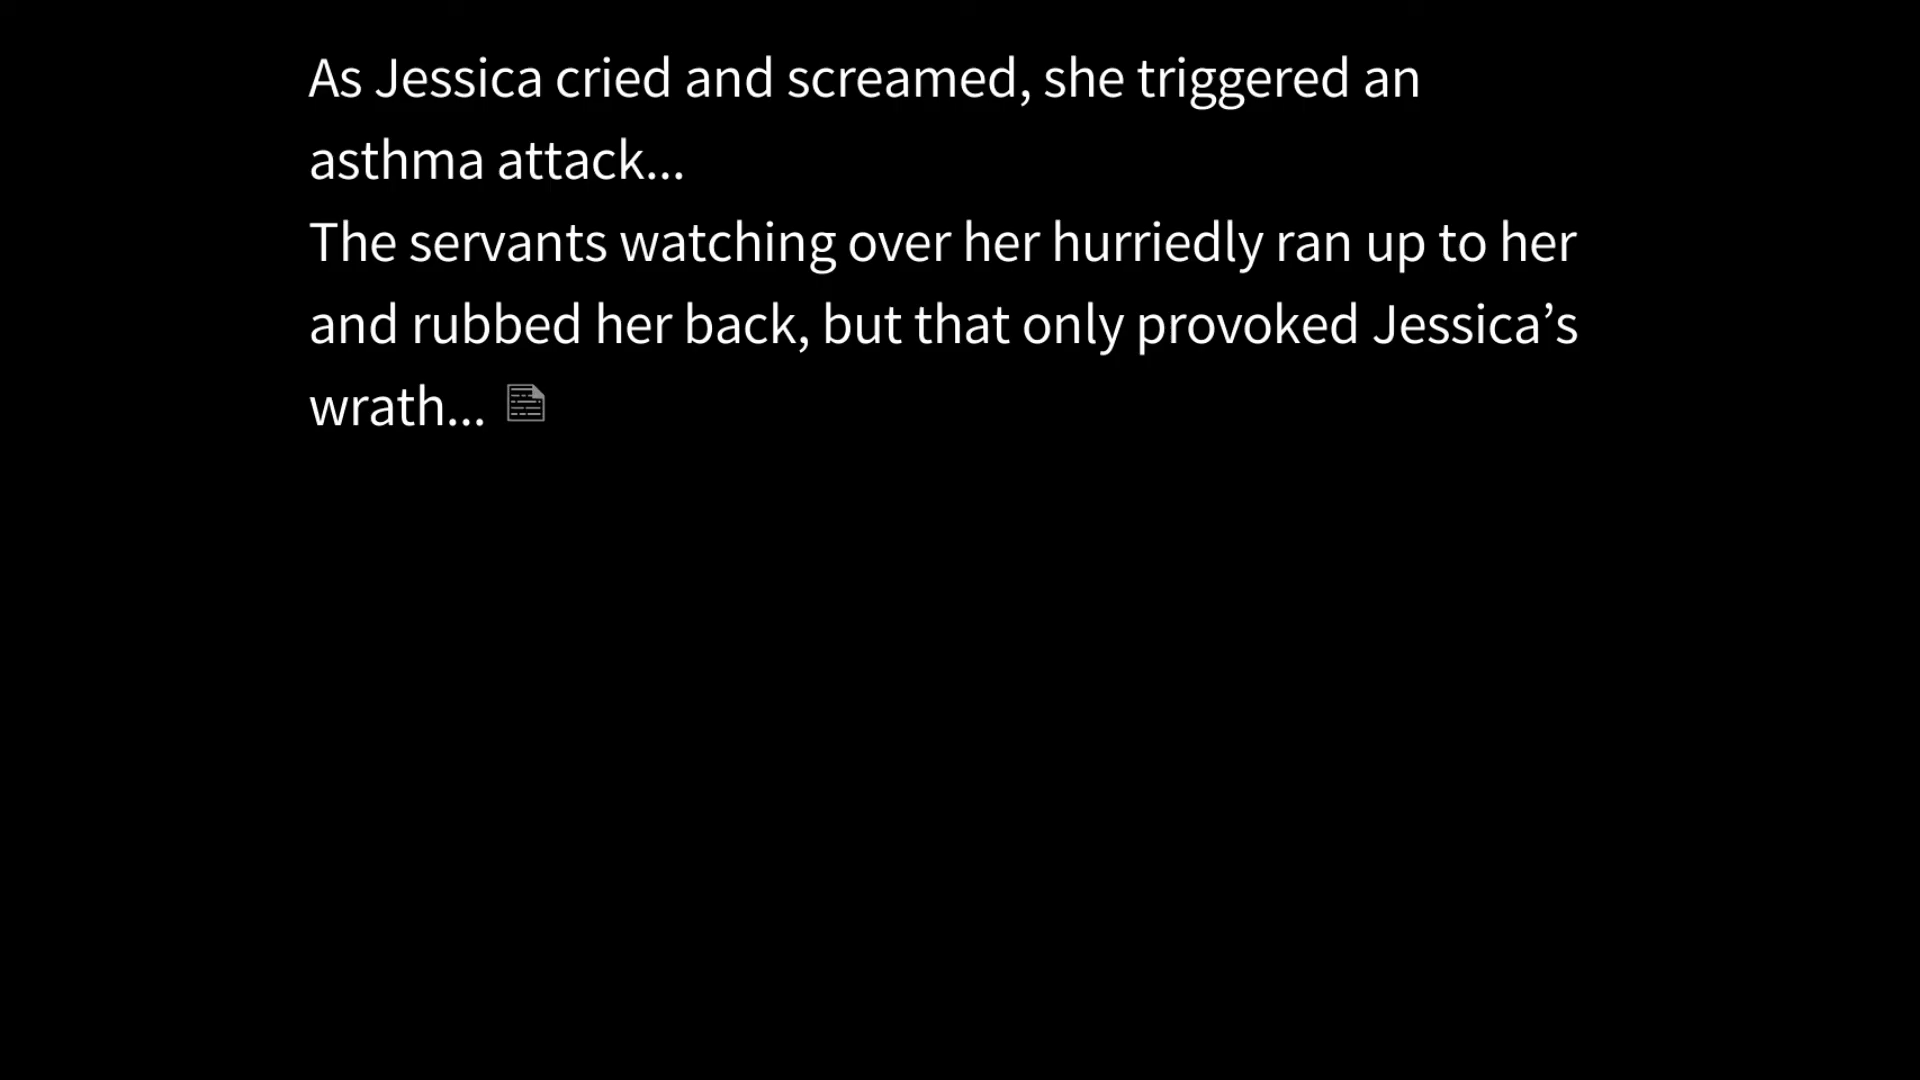 As Jessica cried and screamed, she triggered an
asthma attack...
The servants watching over her hurriedly ran up to her
and rubbed her back, but that only provoked Jessica’s
wrath...